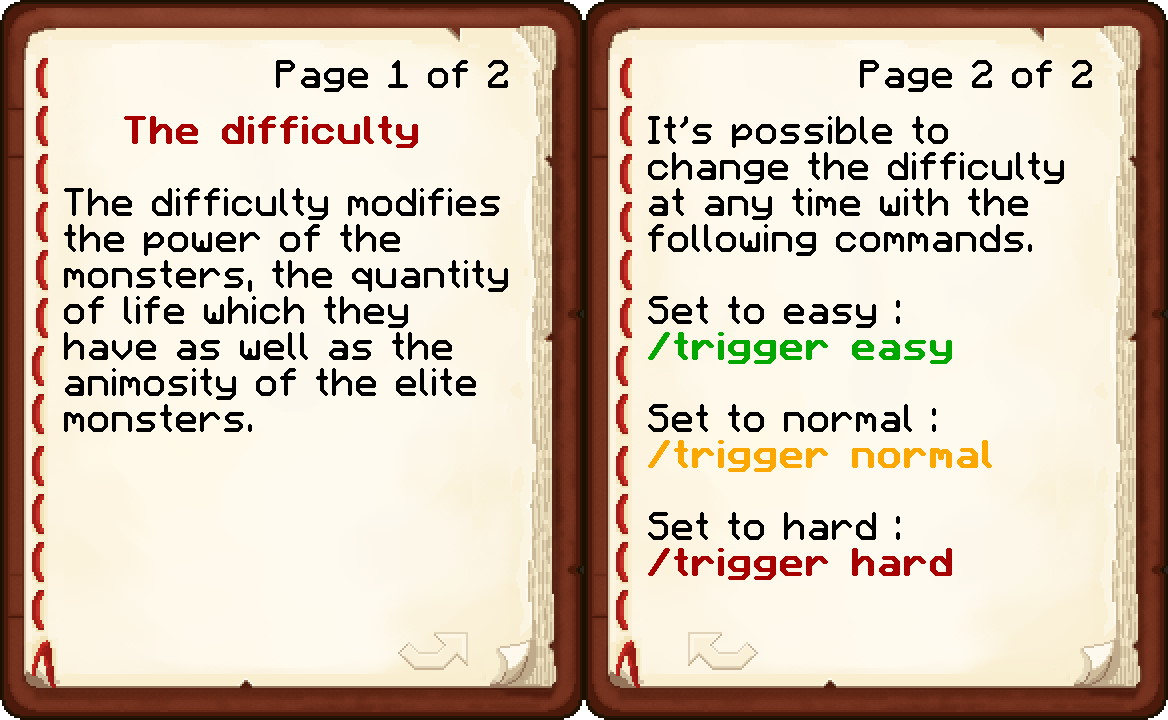 Page 1 of 2
The difficulty
The difficulty modifies
the power of the
monsters, the quantity
of life which they
have as well as the
animosity of the elite
monsters.
Page 2 of 2
It's possible to
change the difficulty
at any time with the
following commands.
Set to easy :
/trigger easy
Set to normal :
/trigger normal
Set to hard :
/trigger hard